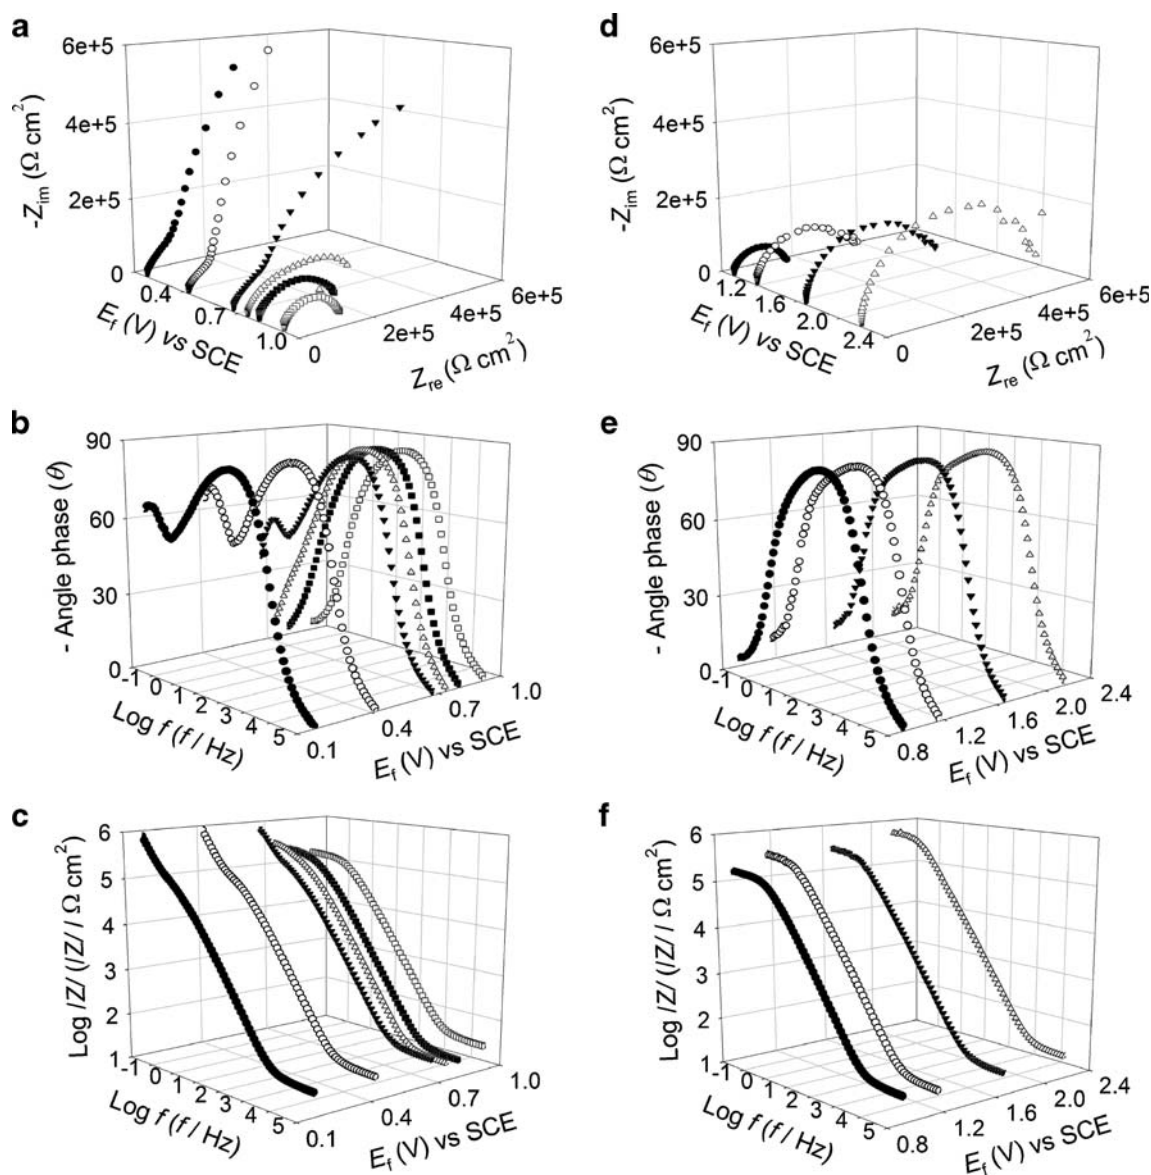 a
6e+5
4e+5
2e+5
0
-Z_im (Ω cm²)
0.4
0.7
1.0
E_f (V) vs SCE
0
2e+5
4e+5
6e+5
Z_re (Ω cm²)
d
6e+5
4e+5
2e+5
0
-Z_im (Ω cm²)
1.2
1.6
2.0
2.4
E_f (V) vs SCE
0
2e+5
4e+5
6e+5
Z_re (Ω cm²)
b
90
60
30
0
- Angle phase (θ)
-1 0 1 2 3 4 5
Log f (f / Hz)
0.1
0.4
0.7
1.0
E_f (V) vs SCE
e
90
60
30
0
- Angle phase (θ)
-1 0 1 2 3 4 5
Log f (f / Hz)
0.8
1.2
1.6
2.0
2.4
E_f (V) vs SCE
c
6
5
4
3
2
1
Log /Z/ (/Z/ / Ω cm²)
-1 0 1 2 3 4 5
Log f (f / Hz)
0.1
0.4
0.7
1.0
E_f (V) vs SCE
f
6
5
4
3
2
1
Log /Z/ (/Z/ / Ω cm²)
-1 0 1 2 3 4 5
Log f (f / Hz)
0.8
1.2
1.6
2.0
2.4
E_f (V) vs SCE